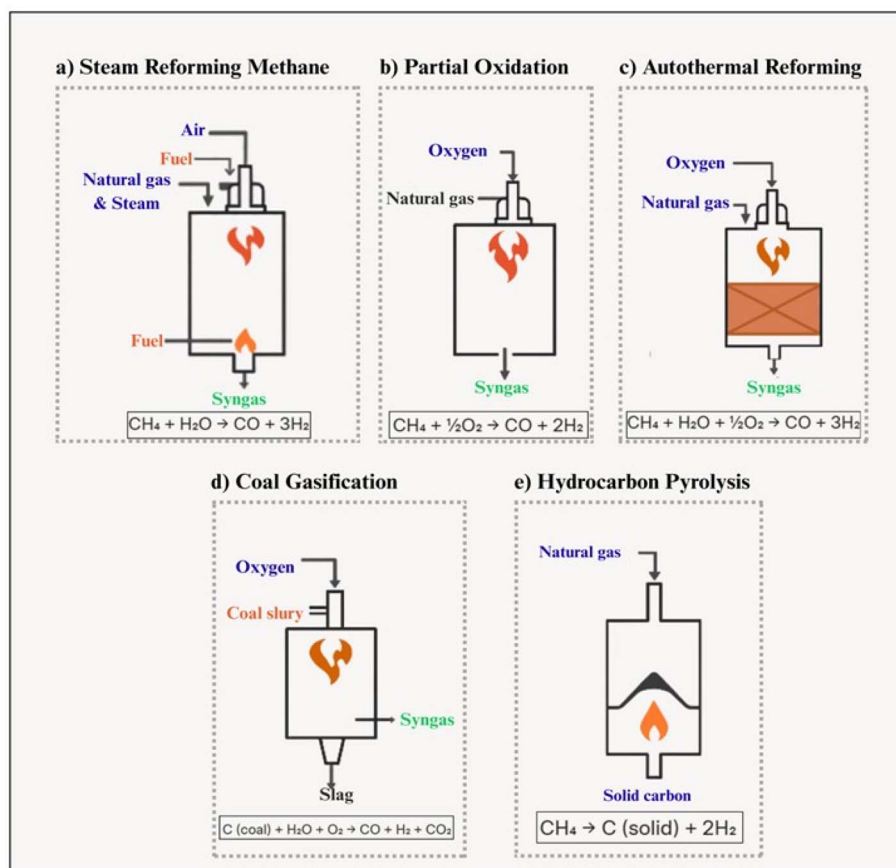 a) Steam Reforming Methane
Air
Fuel
Natural gas
& Steam
Fuel
Syngas
CH₄ + H₂O → CO + 3H₂
b) Partial Oxidation
Oxygen
Natural gas
Syngas
CH₄ + ½O₂ → CO + 2H₂
c) Autothermal Reforming
Oxygen
Natural gas
Syngas
CH₄ + H₂O + ½O₂ → CO + 3H₂
d) Coal Gasification
Oxygen
Coal slury
Syngas
Slag
C (coal) + H₂O + O₂ → CO + H₂ + CO₂
e) Hydrocarbon Pyrolysis
Natural gas
Solid carbon
CH₄ → C (solid) + 2H₂